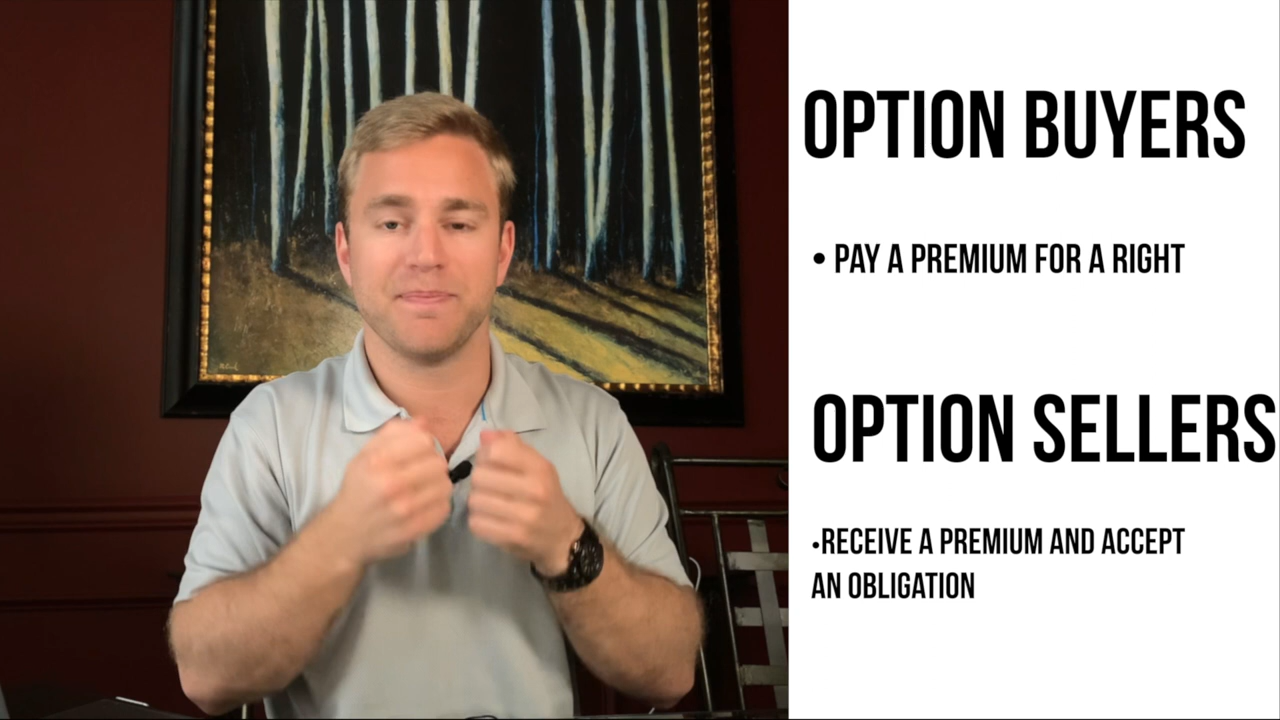 OPTION BUYERS
• PAY A PREMIUM FOR A RIGHT
OPTION SELLERS
•RECEIVE A PREMIUM AND ACCEPT
AN OBLIGATION